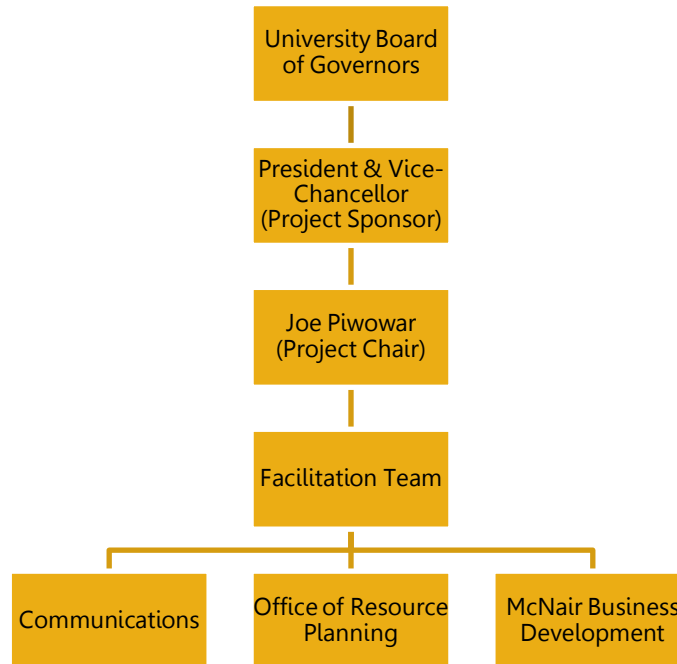 University Board
of Governors
President & Vice-
Chancellor
(Project Sponsor)
Joe Piwowar
(Project Chair)
Facilitation Team
Communications
Office of Resource
Planning
McNair Business
Development